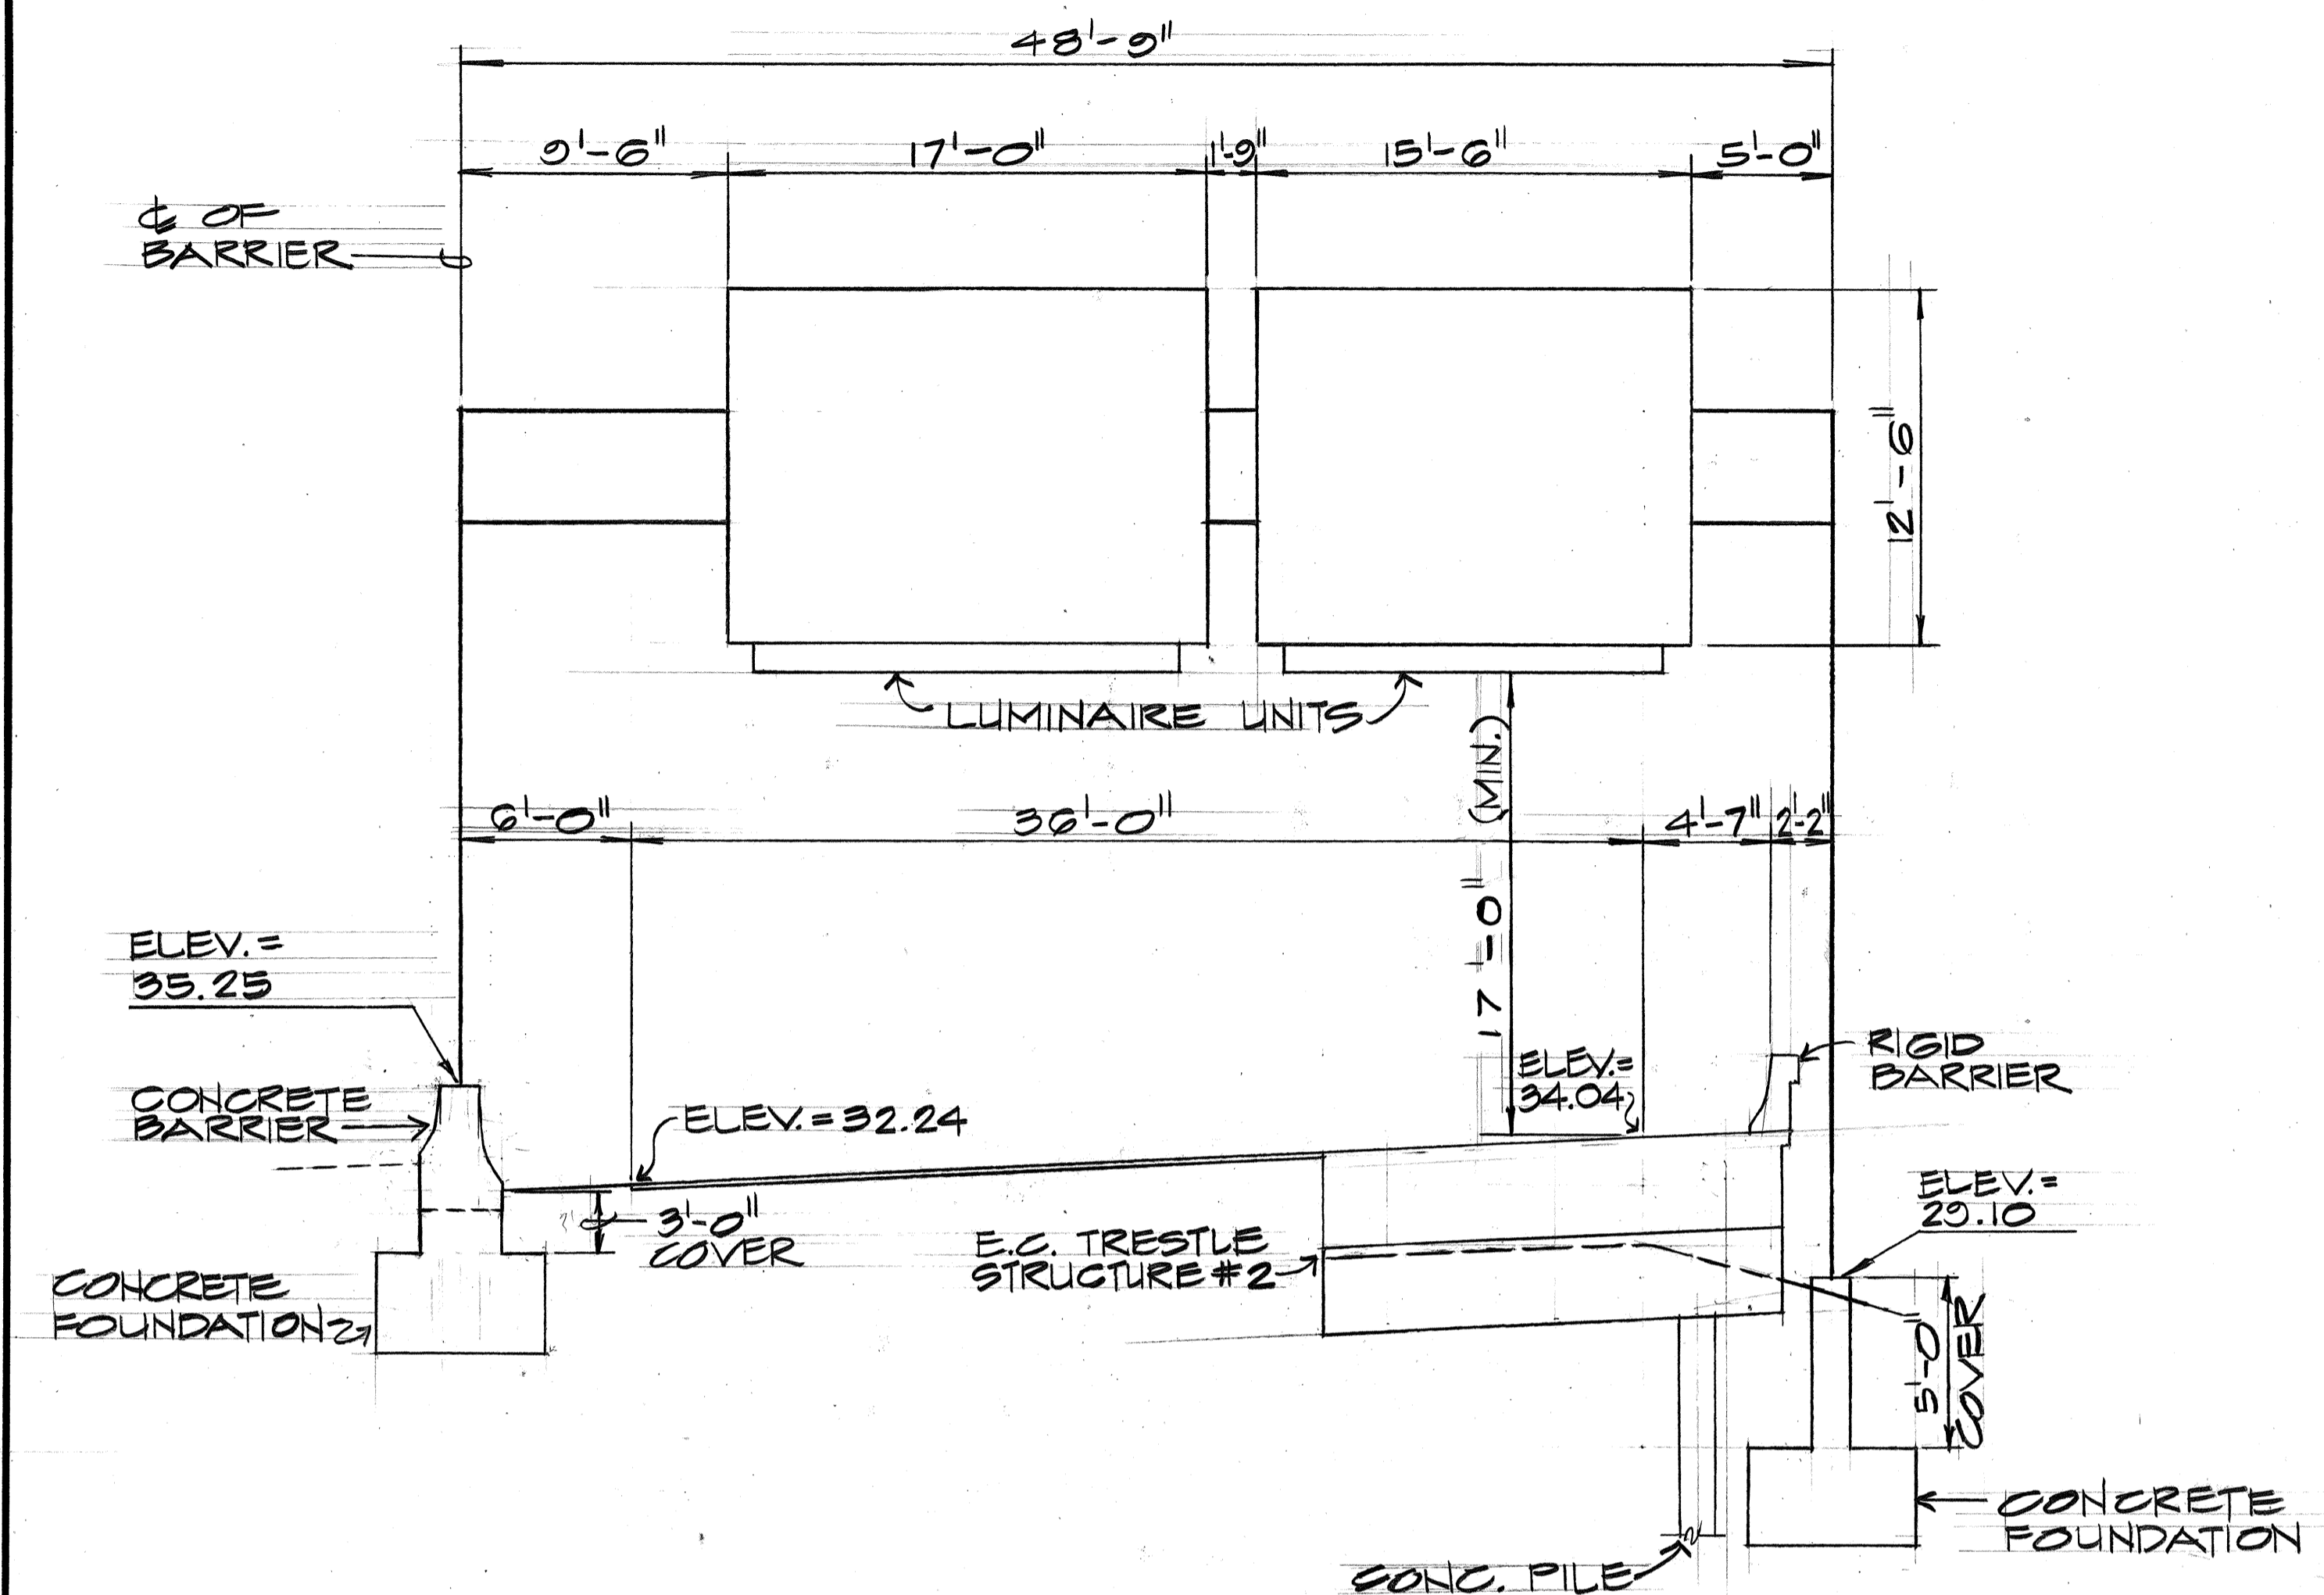 48'-9"
9'-6" 17'-0" 1'-9" 15'-6" 5'-0"
℄ OF
BARRIER
12'-6"
LUMINAIRE UNITS
17'-0" (MIN.)
6'-0" 36'-0" 4'-7" 2'-2"
ELEV. =
35.25
CONCRETE
BARRIER
ELEV. = 32.24
ELEV. =
34.04
RIGID
BARRIER
3'-0"
COVER
E.C. TRESTLE
STRUCTURE #2
ELEV. =
29.10
CONCRETE
FOUNDATION
5'-0"
COVER
CONCRETE
FOUNDATION
CONC. PILE